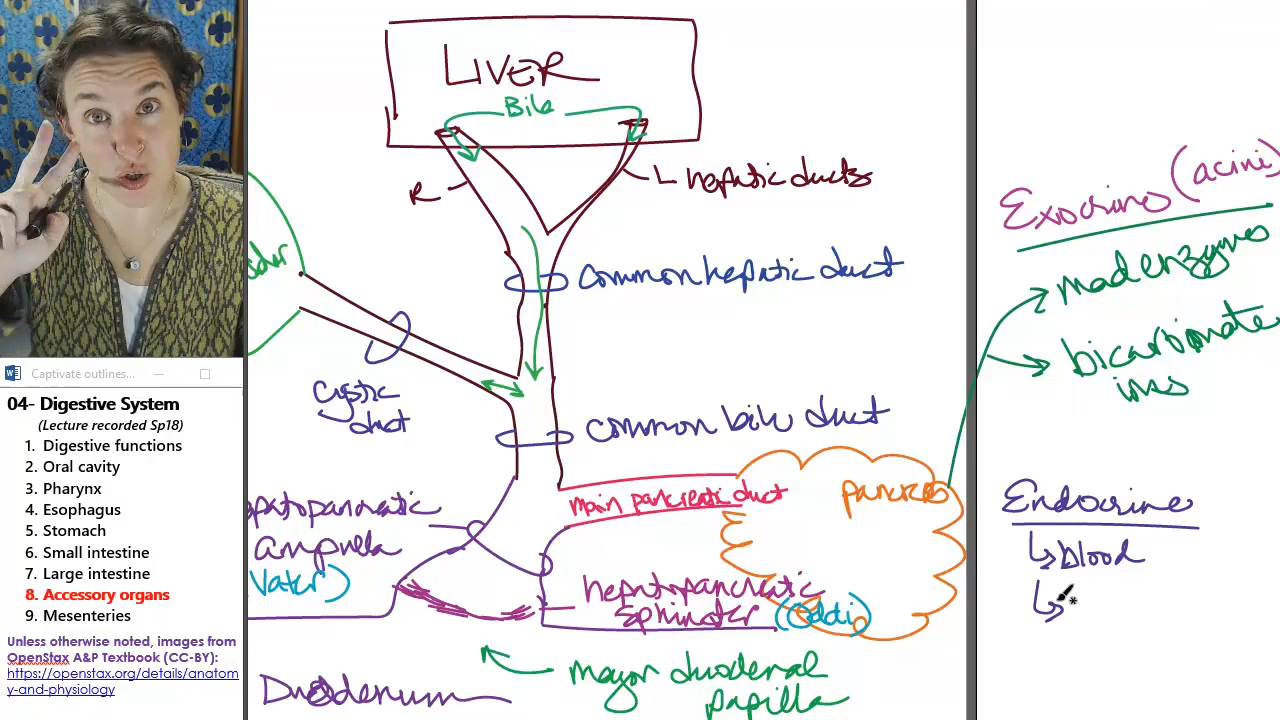 LIVER
Bile
R
L hepatic ducts
common hepatic duct
cystic
duct
common bile duct
main pancreatic duct
pancreas
hepatopancreatic
sphincter (Oddi)
ampulla
Vater)
major duodenal
papilla
Duodenum
Exocrine (acini)
enzymes
bicarbonate
ions
Endocrine
↳ blood
↳
Captivate outlines...
04- Digestive System
(Lecture recorded Sp18)
1. Digestive functions
2. Oral cavity
3. Pharynx
4. Esophagus
5. Stomach
6. Small intestine
7. Large intestine
8. Accessory organs
9. Mesenteries
Unless otherwise noted, images from
OpenStax A&P Textbook (CC-BY):
https://openstax.org/details/anatom
y-and-physiology